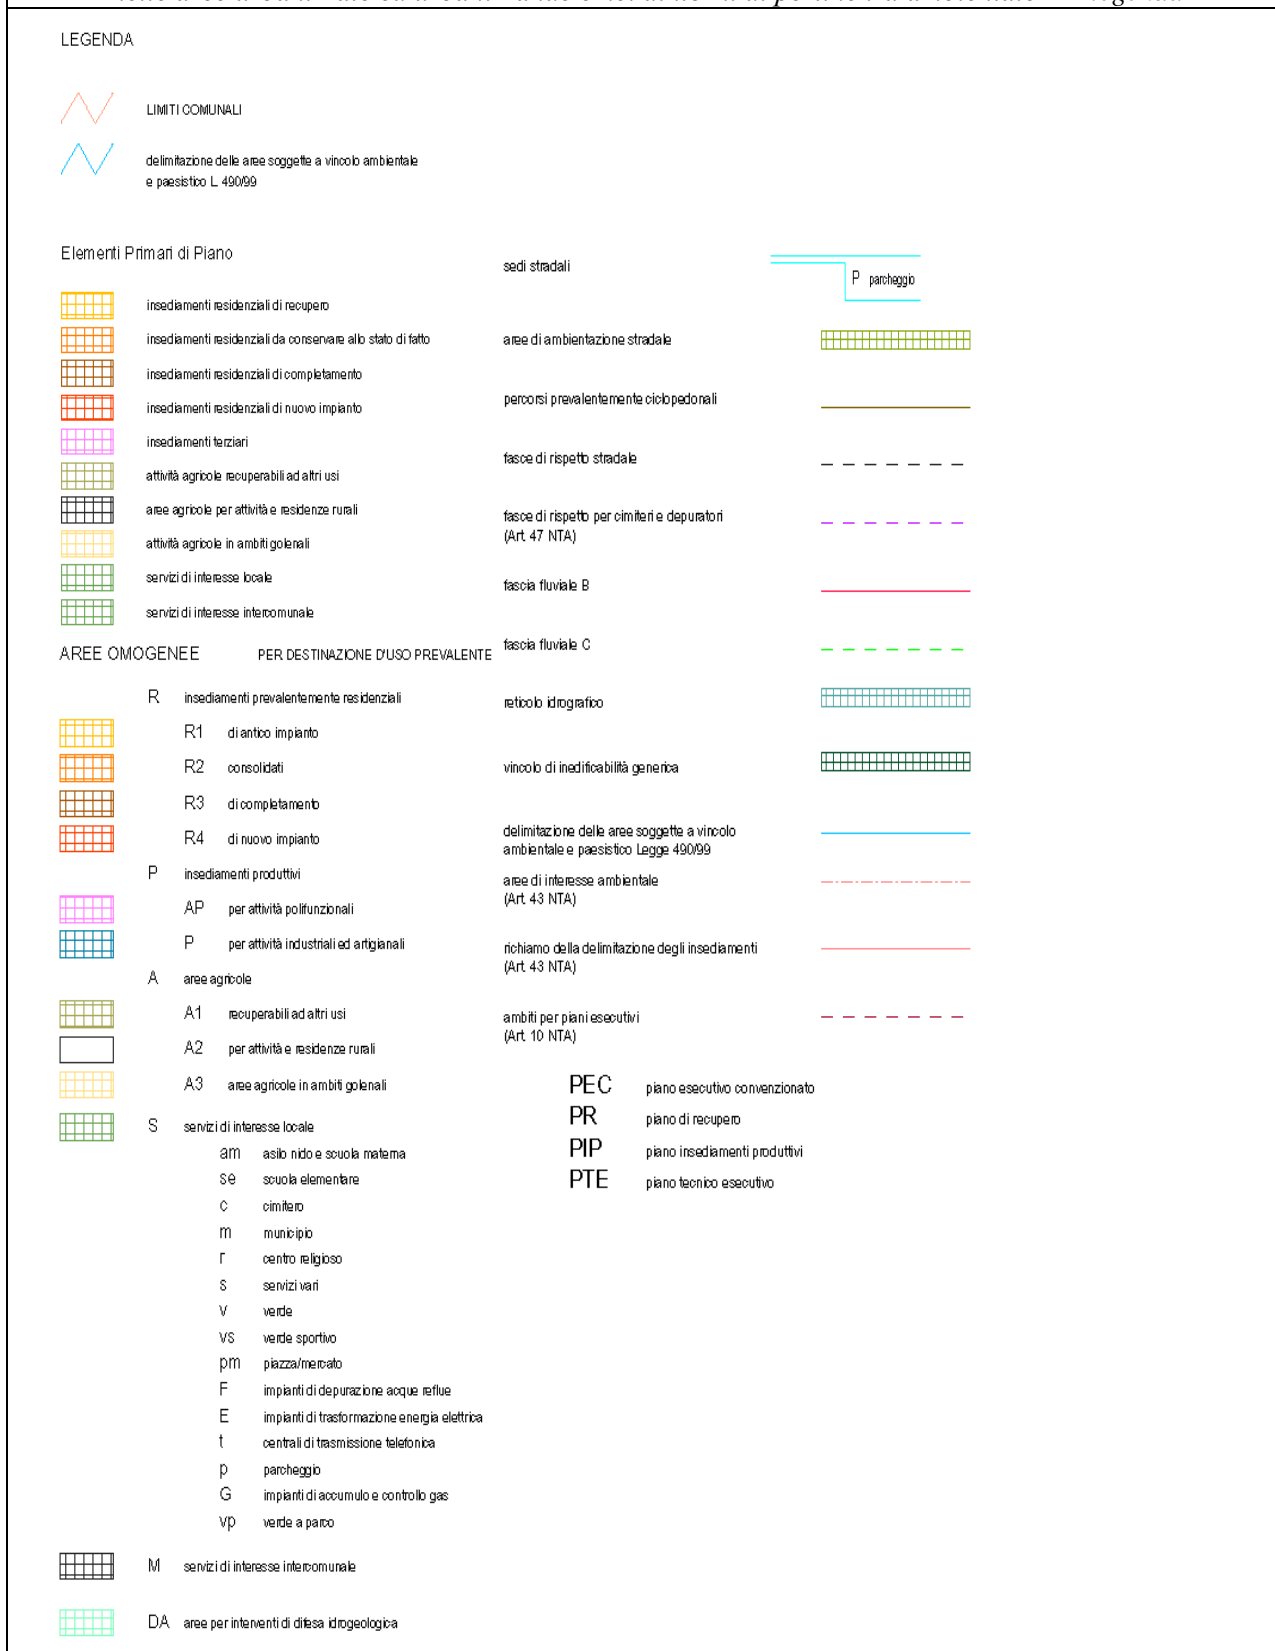 LEGENDA
LIMITI COMUNALI
delimitazione delle aree soggette a vincolo ambientale
e paesistico L. 490/99
Elementi Primari di Piano
insediamenti residenziali di recupero
insediamenti residenziali da conservare allo stato di fatto
insediamenti residenziali di completamento
insediamenti residenziali di nuovo impianto
insediamenti terziari
attività agricole recuperabili ad altri usi
aree agricole per attività e residenze rurali
attività agricole in ambiti golenali
servizi di interesse locale
servizi di interesse intercomunale
AREE OMOGENEE PER DESTINAZIONE D'USO PREVALENTE
R insediamenti prevalentemente residenziali
R1 di antico impianto
R2 consolidati
R3 di completamento
R4 di nuovo impianto
P insediamenti produttivi
AP per attività polifunzionali
P per attività industriali ed artigianali
A aree agricole
A1 recuperabili ad altri usi
A2 per attività e residenze rurali
A3 aree agricole in ambiti golenali
S servizi di interesse locale
am asilo nido e scuola materna
se scuola elementare
c cimitero
m municipio
r centro religioso
s servizi vari
v verde
vs verde sportivo
pm piazza/mercato
F impianti di depurazione acque reflue
E impianti di trasformazione energia elettrica
t centrali di trasmissione telefonica
p parcheggio
G impianti di accumulo e controllo gas
vp verde a parco
M servizi di interesse intercomunale
DA aree per interventi di difesa idrogeologica
sedi stradali
P parcheggio
aree di ambientazione stradale
percorsi prevalentemente ciclopedonali
fasce di rispetto stradale
fasce di rispetto per cimiteri e depuratori
(Art. 47 NTA)
fascia fluviale B
fascia fluviale C
reticolo idrografico
vincolo di inedificabilità generica
delimitazione delle aree soggette a vincolo
ambientale e paesistico Legge 490/99
aree di interesse ambientale
(Art. 43 NTA)
richiamo della delimitazione degli insediamenti
(Art. 43 NTA)
ambiti per piani esecutivi
(Art. 10 NTA)
PEC piano esecutivo convenzionato
PR piano di recupero
PIP piano insediamenti produttivi
PTE piano tecnico esecutivo